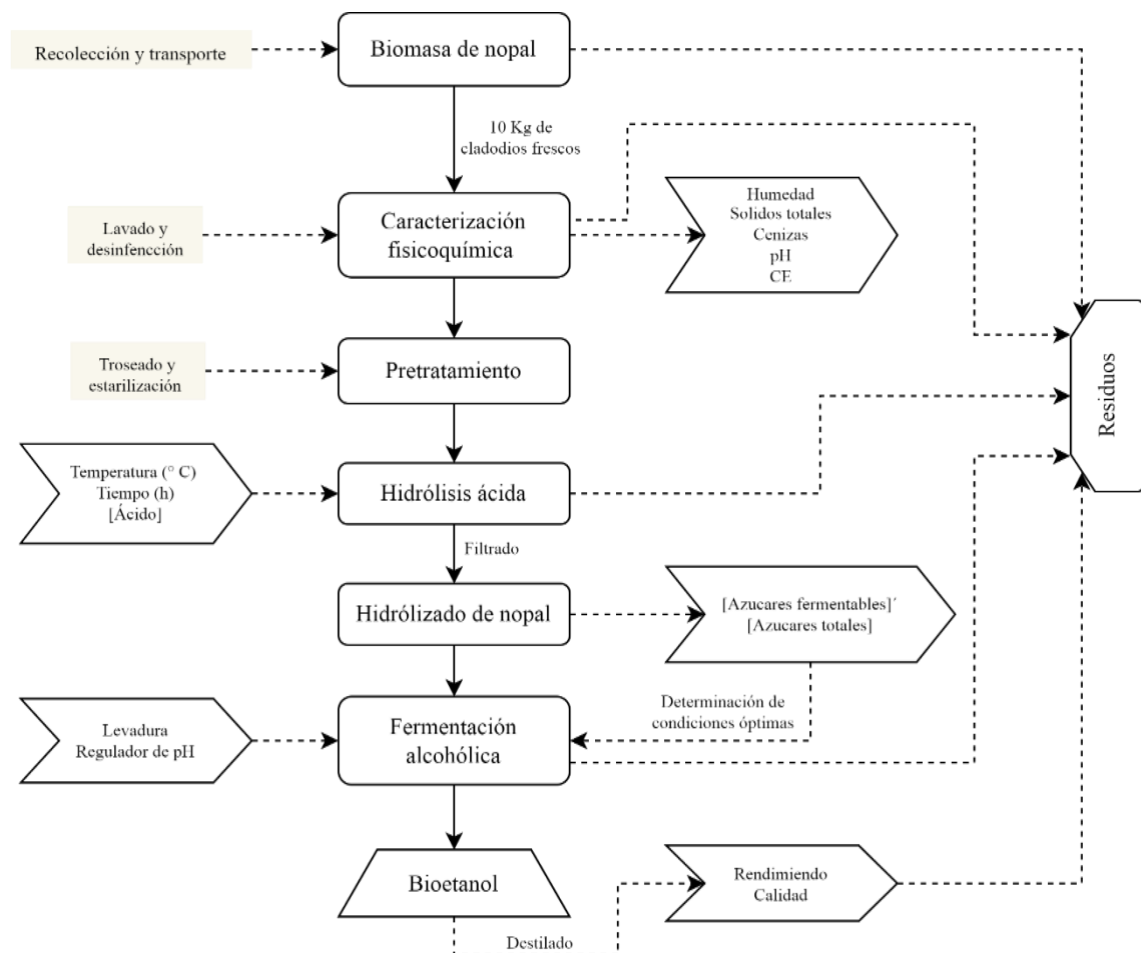 Recolección y transporte
Biomasa de nopal
10 Kg de
cladodios frescos
Lavado y
desinfencción
Caracterización
fisicoquímica
Humedad
Solidos totales
Cenizas
pH
CE
Troseado y
estarilización
Pretratamiento
Residuos
Temperatura (° C)
Tiempo (h)
[Ácido]
Hidrólisis ácida
Filtrado
Hidrólizado de nopal
[Azucares fermentables]´
[Azucares totales]
Levadura
Regulador de pH
Fermentación
alcohólica
Determinación de
condiciones óptimas
Bioetanol
Rendimiento
Calidad
Destilado